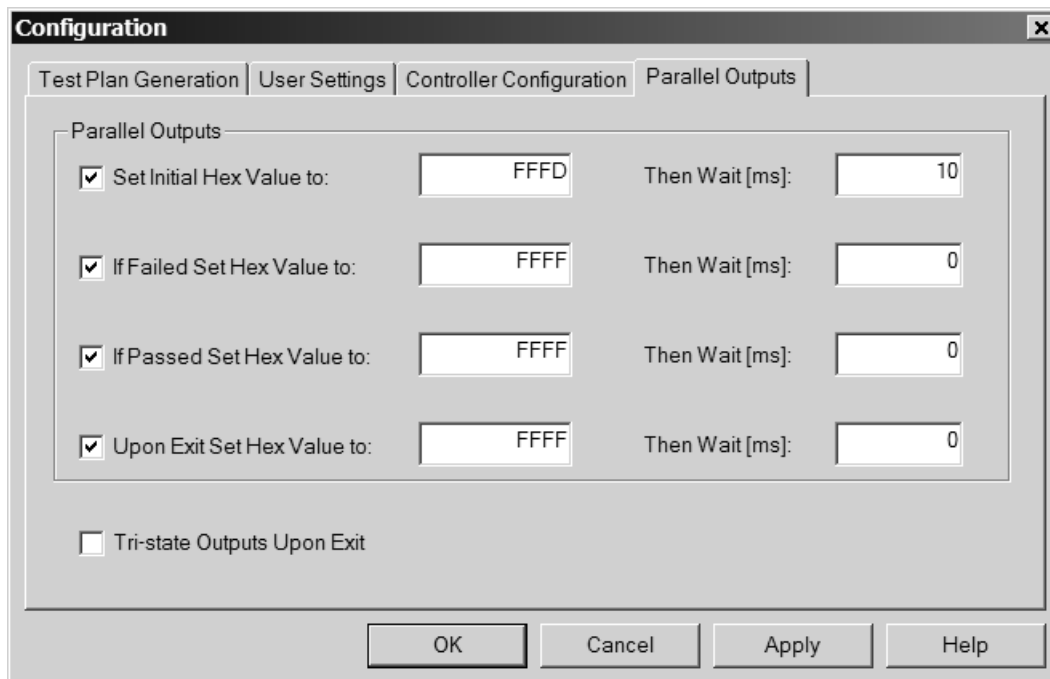 Configuration
Test Plan Generation User Settings Controller Configuration Parallel Outputs
Parallel Outputs
Set Initial Hex Value to: FFFD Then Wait [ms]: 10
If Failed Set Hex Value to: FFFF Then Wait [ms]: 0
If Passed Set Hex Value to: FFFF Then Wait [ms]: 0
Upon Exit Set Hex Value to: FFFF Then Wait [ms]: 0
Tri-state Outputs Upon Exit
OK Cancel Apply Help